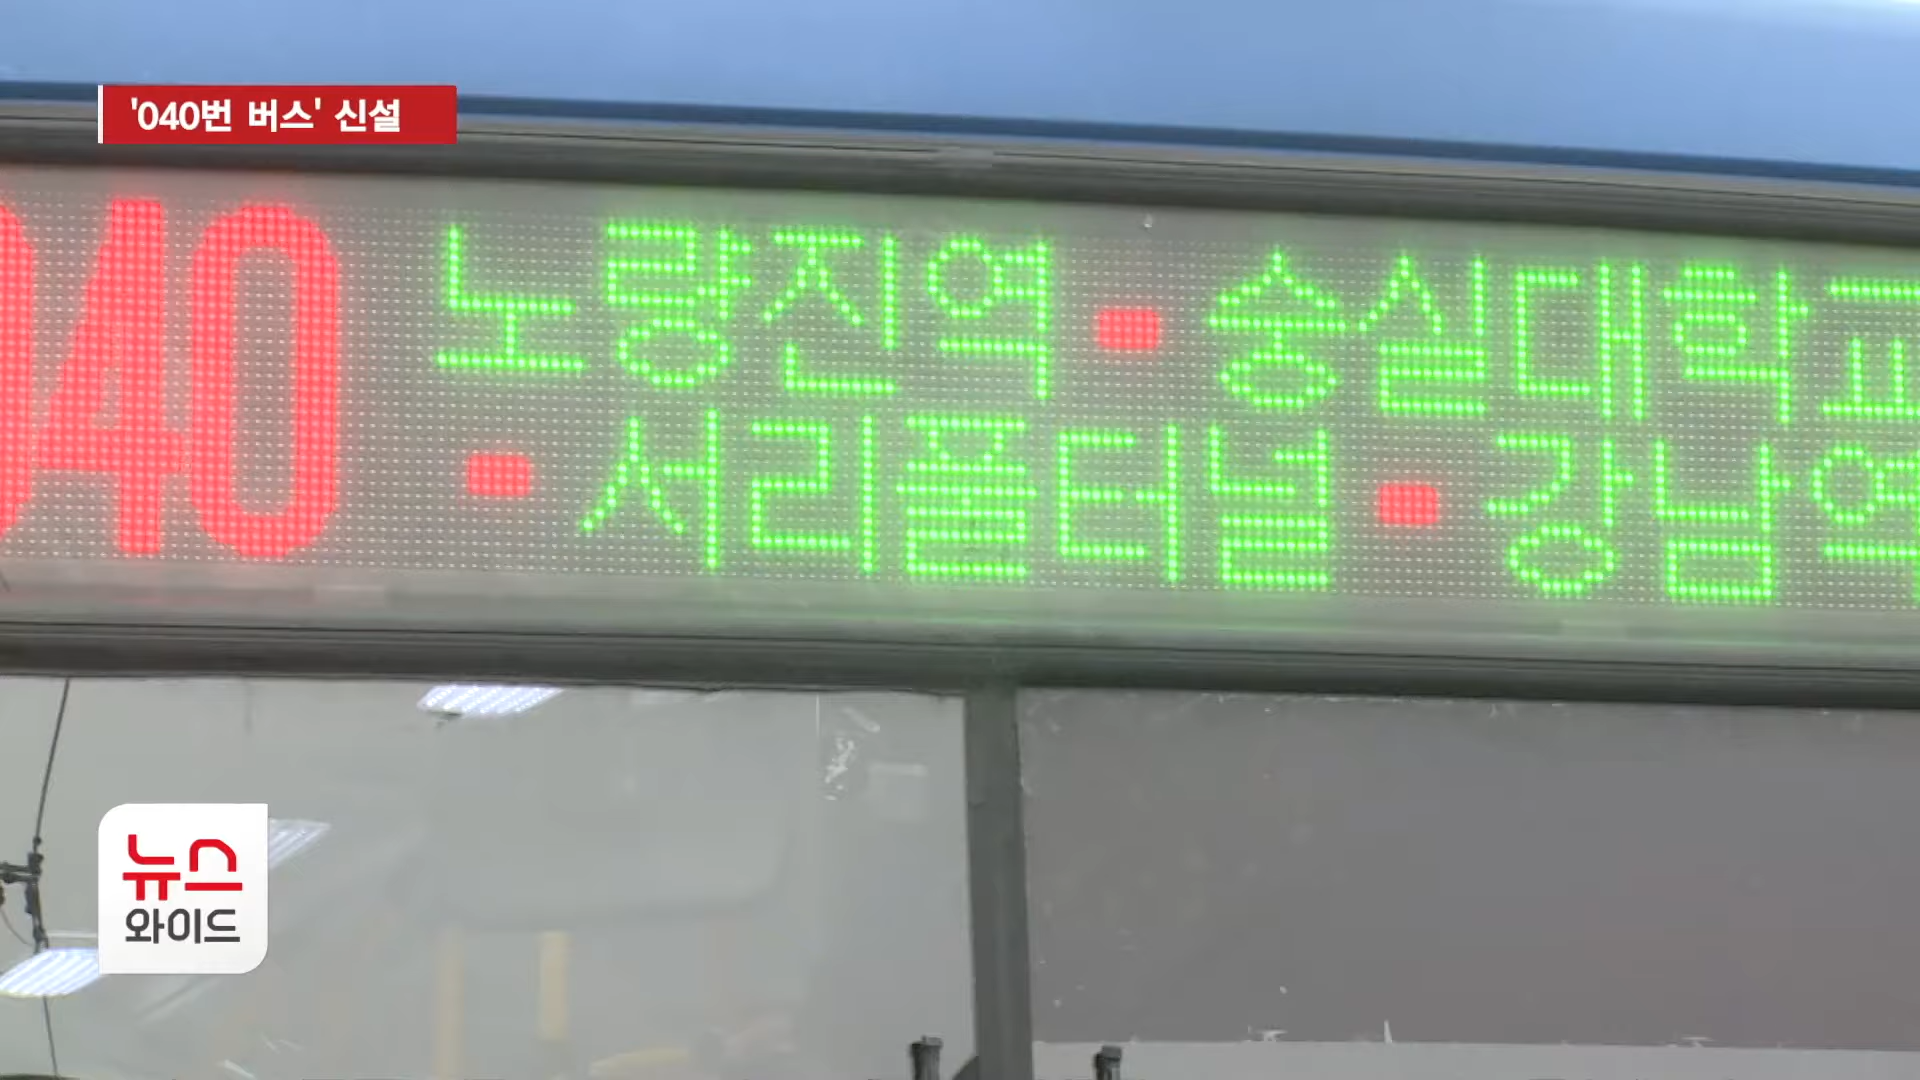 '040번 버스' 신설
040 노량진역 ▪ 숭실대학교
▪ 서리풀터널 ▪ 강남역
뉴스
와이드